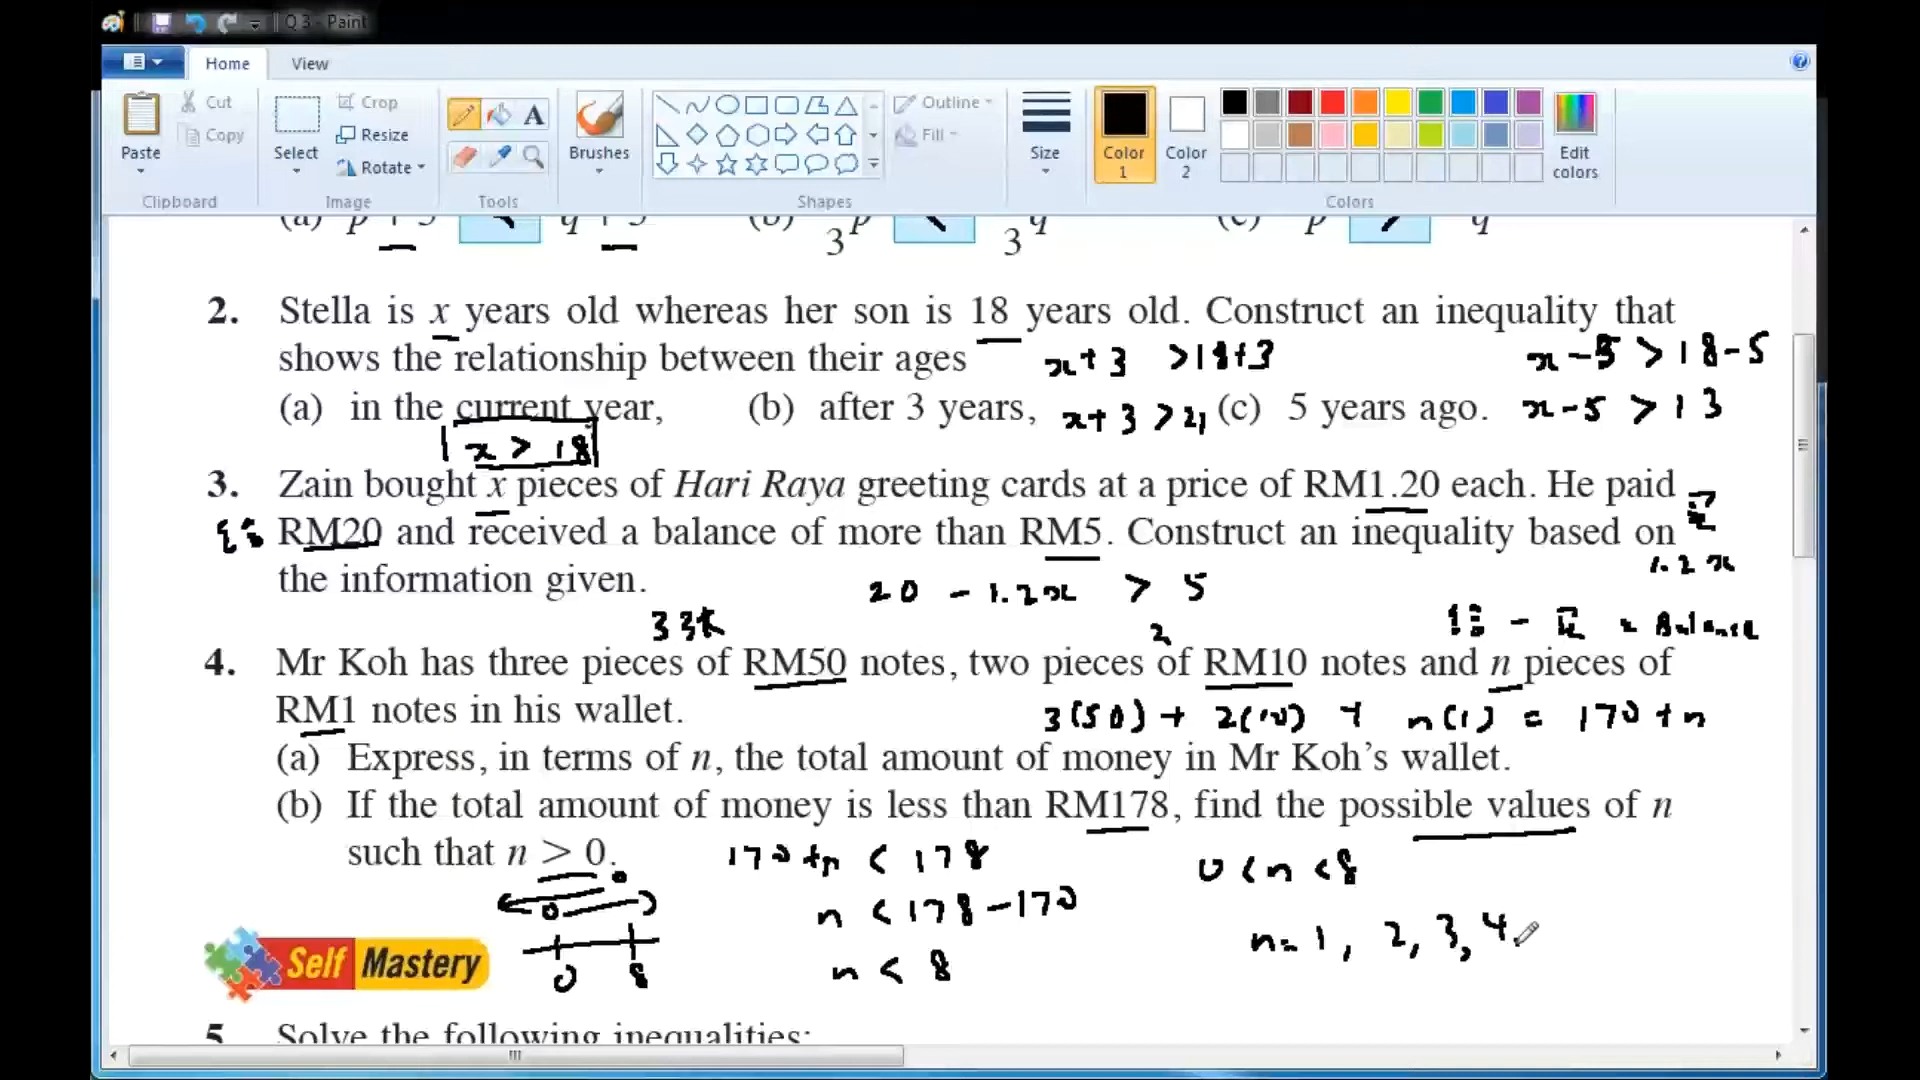 Q 3 - Paint
Home View
Paste
Cut
Copy
Clipboard
Select
Crop
Resize
Rotate
Image
A
Tools
Brushes
Shapes
Outline
Fill
Size
Color 1
Color 2
Edit colors
Colors
2. Stella is x years old whereas her son is 18 years old. Construct an inequality that
shows the relationship between their ages
x+3 >18+3
x-5 > 18-5
(a) in the current year, (b) after 3 years, x+3 >21 (c) 5 years ago. x-5 >13
x > 18
3. Zain bought x pieces of Hari Raya greeting cards at a price of RM1.20 each. He paid
RM20 and received a balance of more than RM5. Construct an inequality based on
1.2x
the information given. 20 - 1.2x > 5
4. Mr Koh has three pieces of RM50 notes, two pieces of RM10 notes and n pieces of
RM1 notes in his wallet. 3(50) + 2(10) + n(1) = 170 + n
(a) Express, in terms of n, the total amount of money in Mr Koh’s wallet.
(b) If the total amount of money is less than RM178, find the possible values of n
such that n > 0. 170 + n < 178 0 < n < 8
n < 178 - 170
n = 1, 2, 3, 4,
0 8 n < 8
Self Mastery
5 Solve the following inequalities: